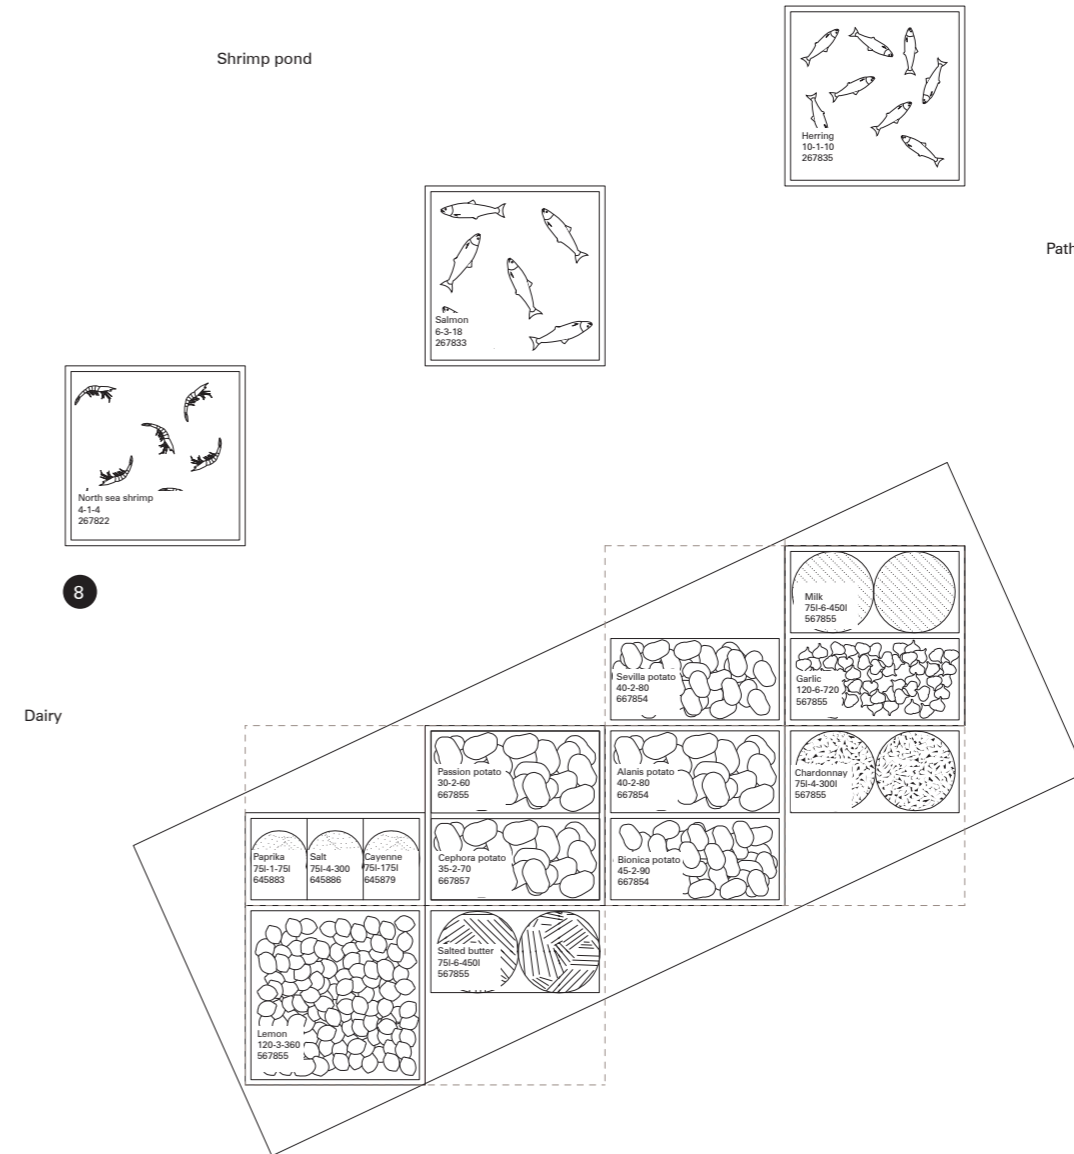 Shrimp pond
Herring
10-1-10
267835
Path
Salmon
6-3-18
267833
North sea shrimp
4-1-4
267822
8
Dairy
Milk
75l-6-450l
567855
Sevilla potato
40-2-80
667854
Garlic
120-6-720
567855
Passion potato
30-2-60
667855
Alanis potato
40-2-80
667854
Chardonnay
75l-4-300l
567855
Paprika
75l-1-75l
645883
Salt
75l-4-300
645886
Cayenne
75l-175l
645879
Cephora potato
35-2-70
667857
Bionica potato
45-2-90
667854
Salted butter
75l-6-450l
567855
Lemon
120-3-360
567855